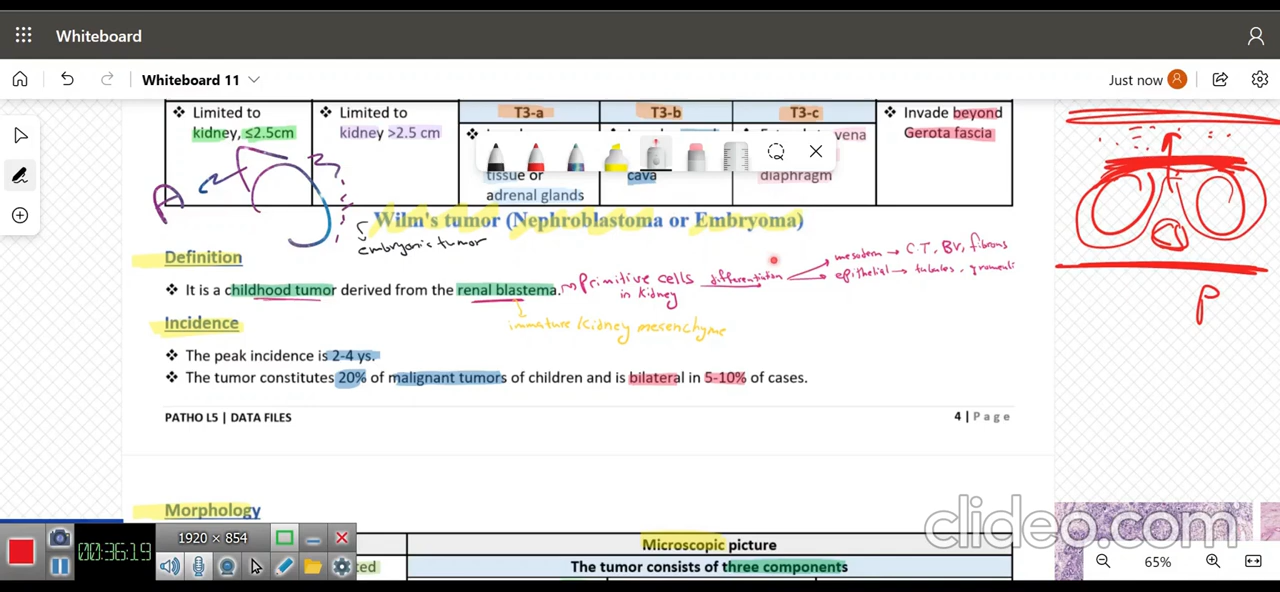 Whiteboard
Whiteboard 11
Just now
❖ Limited to kidney, ≤2.5cm
❖ Limited to kidney >2.5 cm
T3-a
T3-b
T3-c
tissue or
adrenal glands
cava
vena
diaphragm
❖ Invade beyond
Gerota fascia
A
P
Wilm's tumor (Nephroblastoma or Embryoma)
embryonic tumor
Definition
❖ It is a childhood tumor derived from the renal blastema.
Primitive cells
in kidney
differentiation
mesoderm → C.T, BV, fibrous
epithelial → tubules,
immature kidney mesenchyme
Incidence
❖ The peak incidence is 2-4 ys.
❖ The tumor constitutes 20% of malignant tumors of children and is bilateral in 5-10% of cases.
PATHO L5 | DATA FILES
4 | Page
Morphology
Microscopic picture
The tumor consists of three components
clideo.com
1920 × 854
00:36:19
65%